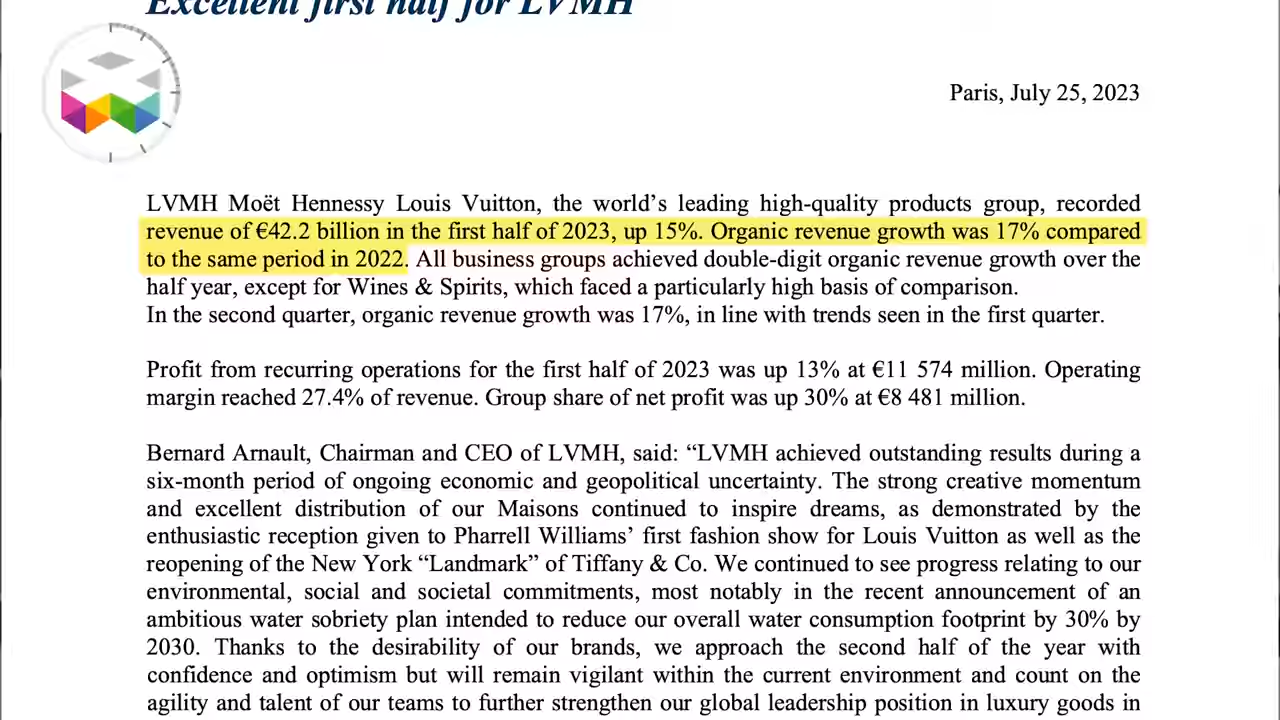 Excellent first half for LVMH
Paris, July 25, 2023
LVMH Moët Hennessy Louis Vuitton, the world’s leading high-quality products group, recorded
revenue of €42.2 billion in the first half of 2023, up 15%. Organic revenue growth was 17% compared
to the same period in 2022. All business groups achieved double-digit organic revenue growth over the
half year, except for Wines & Spirits, which faced a particularly high basis of comparison.
In the second quarter, organic revenue growth was 17%, in line with trends seen in the first quarter.
Profit from recurring operations for the first half of 2023 was up 13% at €11 574 million. Operating
margin reached 27.4% of revenue. Group share of net profit was up 30% at €8 481 million.
Bernard Arnault, Chairman and CEO of LVMH, said: “LVMH achieved outstanding results during a
six-month period of ongoing economic and geopolitical uncertainty. The strong creative momentum
and excellent distribution of our Maisons continued to inspire dreams, as demonstrated by the
enthusiastic reception given to Pharrell Williams’ first fashion show for Louis Vuitton as well as the
reopening of the New York “Landmark” of Tiffany & Co. We continued to see progress relating to our
environmental, social and societal commitments, most notably in the recent announcement of an
ambitious water sobriety plan intended to reduce our overall water consumption footprint by 30% by
2030. Thanks to the desirability of our brands, we approach the second half of the year with
confidence and optimism but will remain vigilant within the current environment and count on the
agility and talent of our teams to further strengthen our global leadership position in luxury goods in